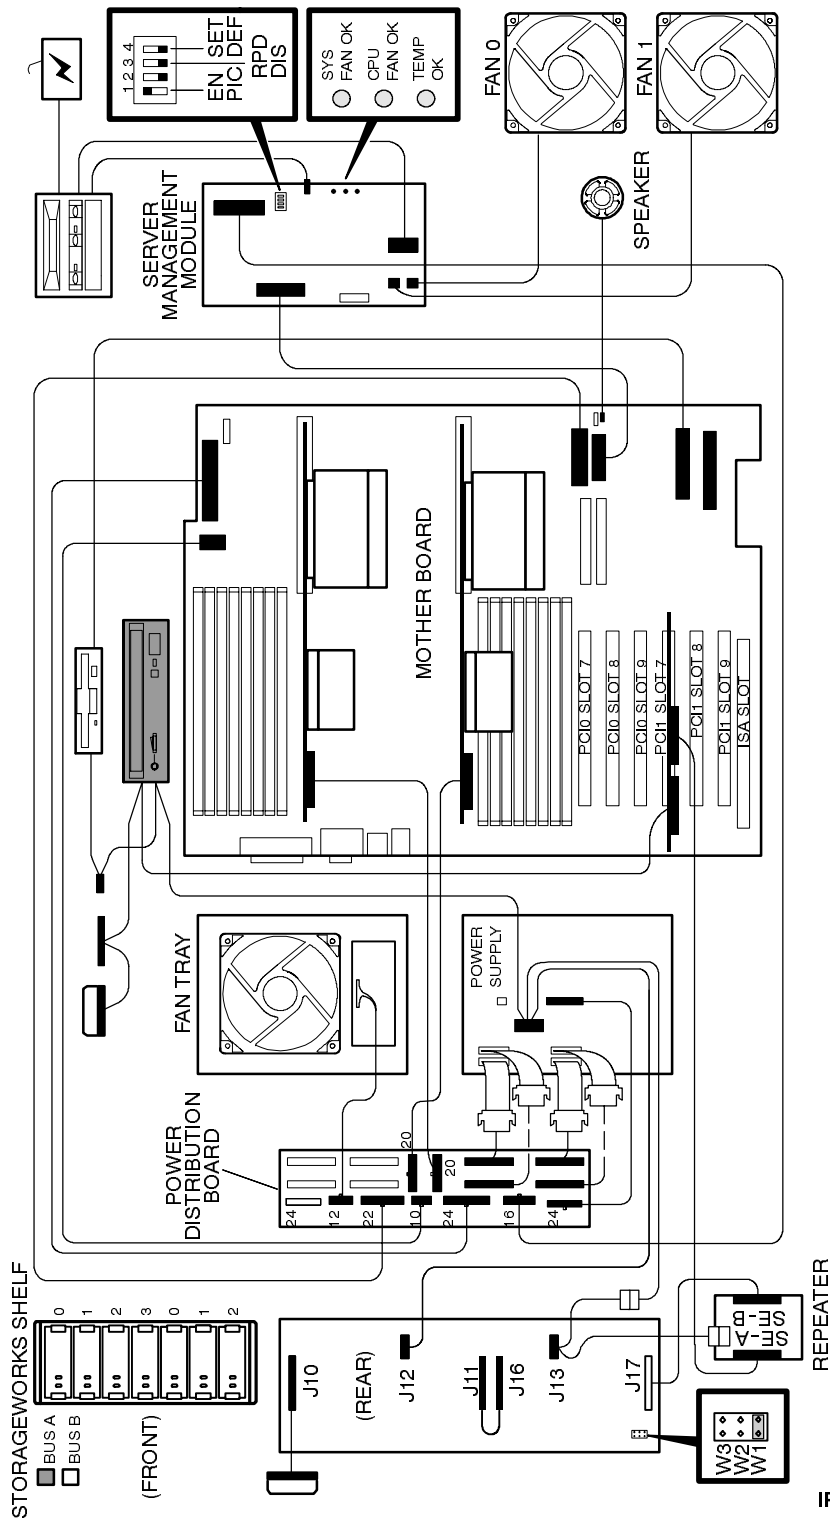 1 2 3 4
EN SET
PIC DEF
RPD
DIS
SYS
FAN OK
CPU
FAN OK
TEMP
OK
FAN 0
FAN 1
SERVER
MANAGEMENT
MODULE
SPEAKER
MOTHER BOARD
PCI0 SLOT 7
PCI0 SLOT 8
PCI0 SLOT 9
PCI1 SLOT 7
PCI1 SLOT 8
PCI1 SLOT 9
ISA SLOT
FAN TRAY
POWER
SUPPLY
POWER
DISTRIBUTION
BOARD
20
20
24
12
22
10
24
16
24
STORAGEWORKS SHELF
0
1
2
3
0
1
2
BUS A
BUS B
(FRONT)
(REAR)
J10
J12
J11
J16
J13
J17
SE-B
SE-A
REPEATER
W3
W2
W1